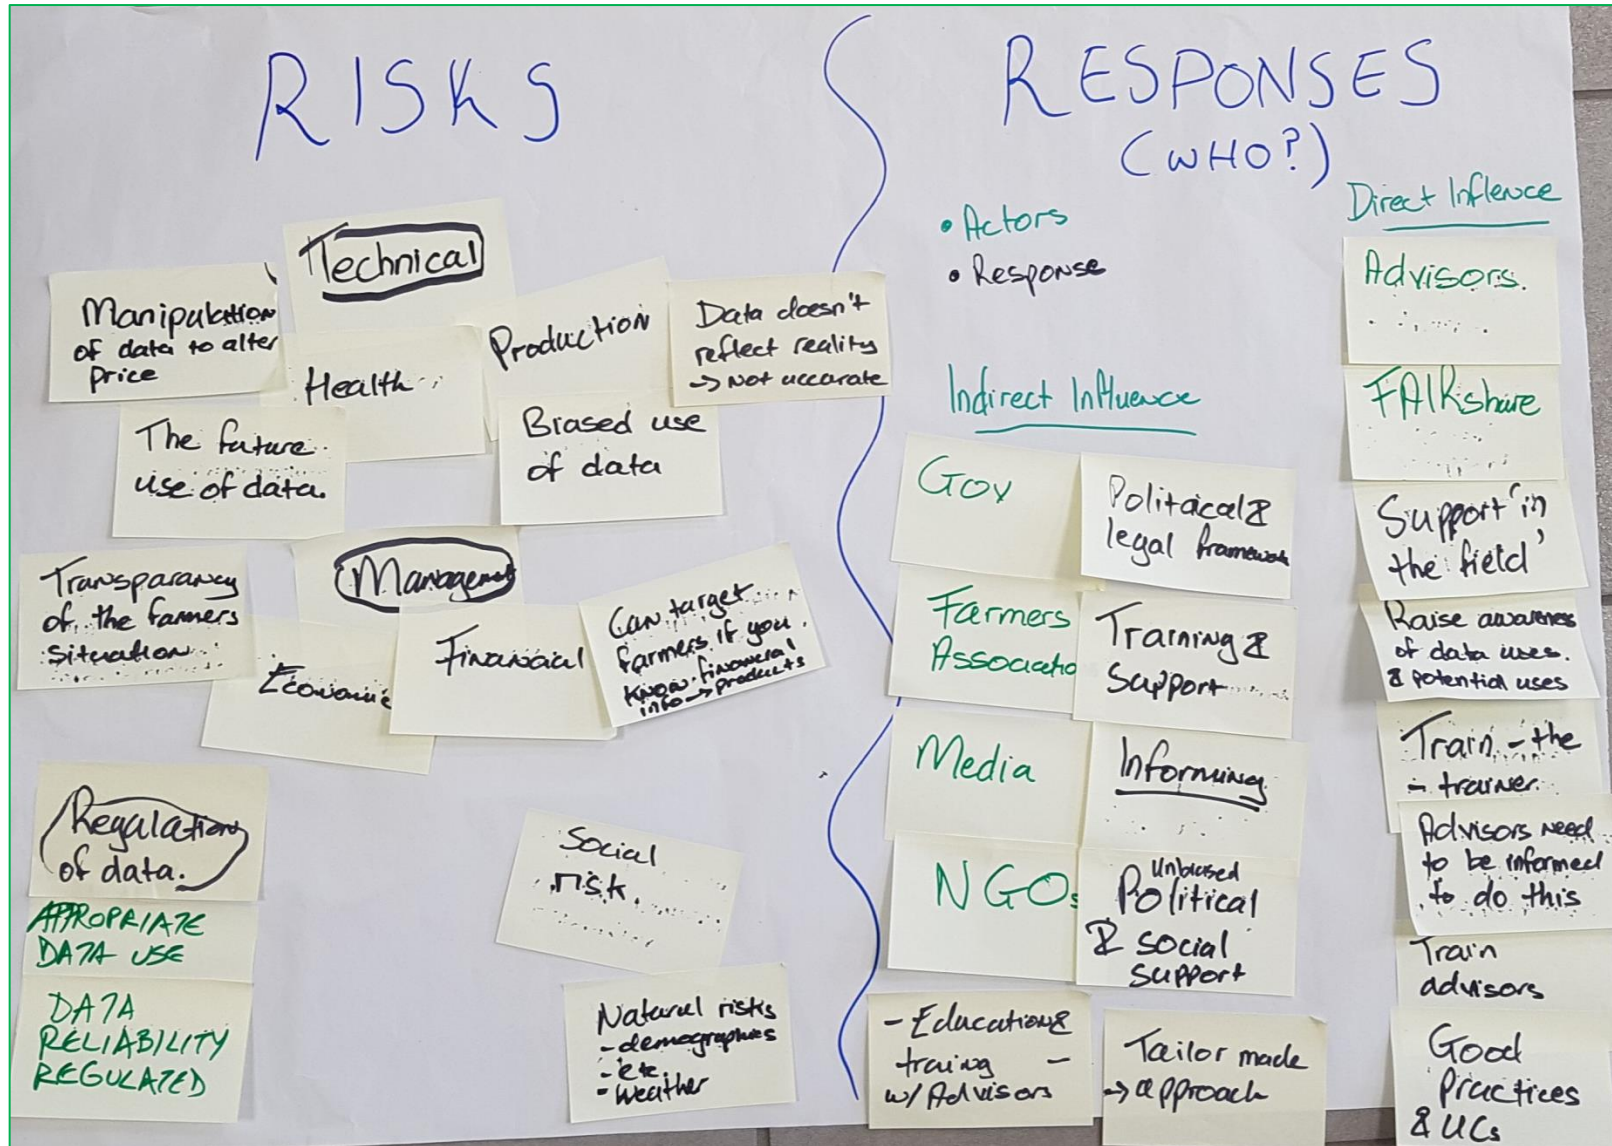 RISKS
Technical
Manipulation
of data to alter
price
Health
Production
Data doesn't
reflect reality
→ Not accurate
The future
use of data.
Biased use
of data
Transparancy
of the farmers
situation
Management
Economic
Financial
Can target
farmers if you
know financial
info → products
Regulation
of data.
APPROPRIATE
DATA USE
DATA
RELIABILITY
REGULATED
Social
risk
Natural risks
- demographics
- etc
- weather
RESPONSES
(WHO?)
• Actors
• Response
Indirect Influence
Gov
Politacal &
legal framework
Farmers
Associatio
Training &
Support
Media
Informing
NGOs
Unbiased
Political
& social
support
- Education &
traing -
w/ Advisors
Tailor made
→ approach
Direct Inflence
Advisors.
FAIRshare
Support 'in
the field'
Raise awareness
of data uses.
& potential uses
Train - the
- trainer.
Advisors need
to be informed
to do this
Train
advisors
Good
Practices
& UCs